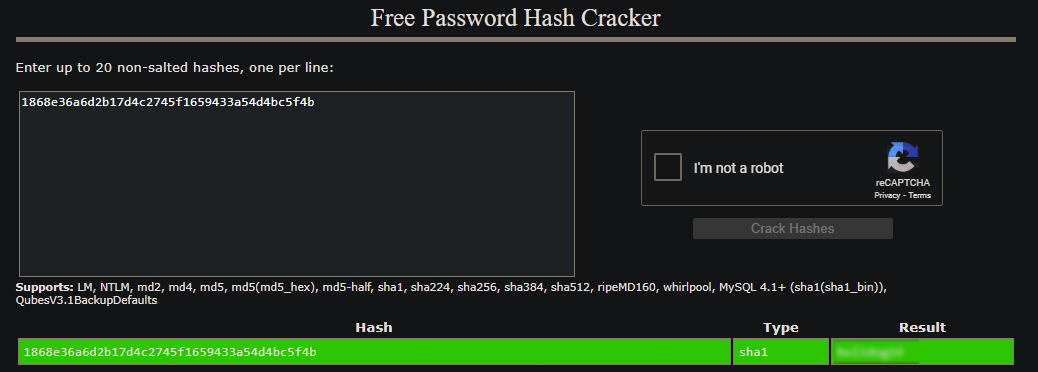 Free Password Hash Cracker
Enter up to 20 non-salted hashes, one per line:
1868e36a6d2b17d4c2745f1659433a54d4bc5f4b
I'm not a robot
reCAPTCHA
Privacy - Terms
Crack Hashes
Supports: LM, NTLM, md2, md4, md5, md5(md5_hex), md5-half, sha1, sha224, sha256, sha384, sha512, ripeMD160, whirlpool, MySQL 4.1+ (sha1(sha1_bin)),
QubesV3.1BackupDefaults
Hash Type Result
1868e36a6d2b17d4c2745f1659433a54d4bc5f4b sha1